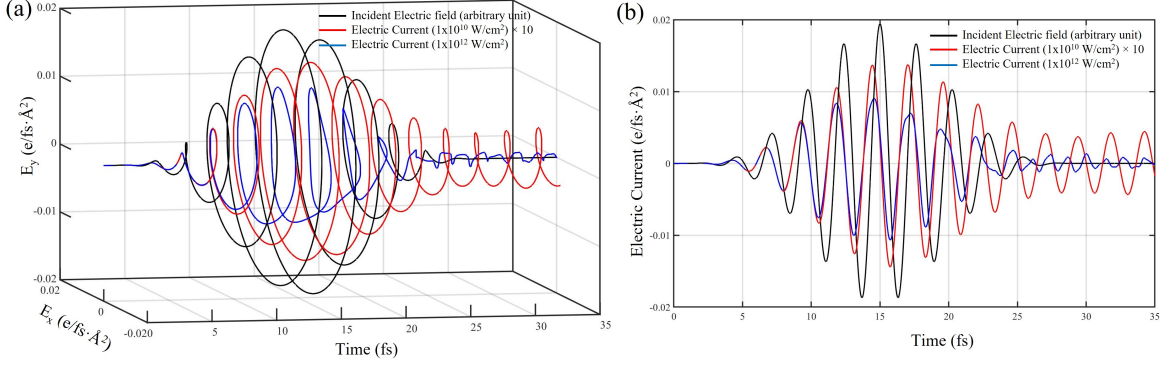 (a)
0.02
0.01
0
-0.01
-0.02
E_y (e/fs·Å²)
0.02
0
-0.020
E_x (e/fs·Å²)
5
10
15
20
25
30
35
Time (fs)
Incident Electric field (arbitrary unit)
Electric Current (1x10¹⁰ W/cm²) × 10
Electric Current (1x10¹² W/cm²)
(b)
0.02
0.01
0
-0.01
-0.02
Electric Current (e/fs·Å²)
0
5
10
15
20
25
30
35
Time (fs)
Incident Electric field (arbitrary unit)
Electric Current (1x10¹⁰ W/cm²) × 10
Electric Current (1x10¹² W/cm²)